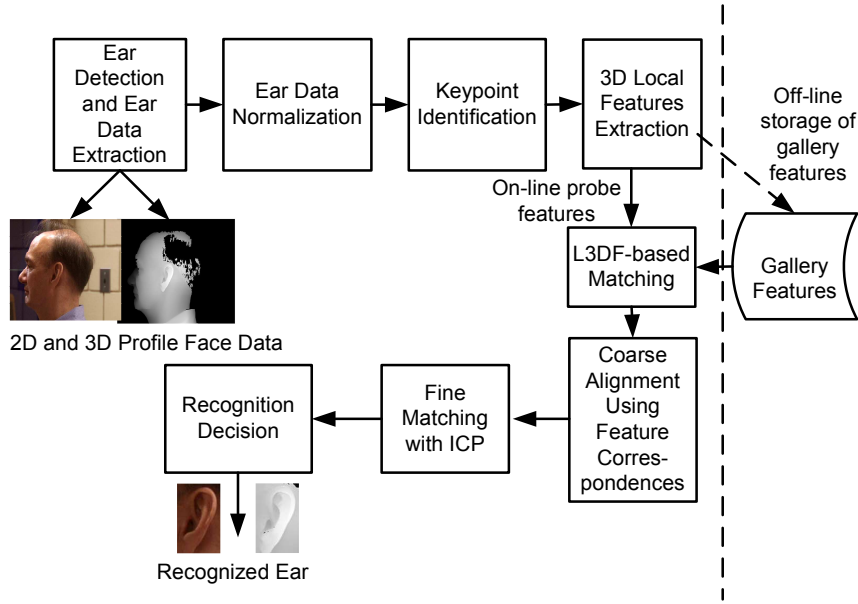 Ear
Detection
and Ear
Data
Extraction
Ear Data
Normalization
Keypoint
Identification
3D Local
Features
Extraction
Off-line
storage of
gallery
features
On-line probe
features
L3DF-based
Matching
Gallery
Features
2D and 3D Profile Face Data
Coarse
Alignment
Using
Feature
Corres-
pondences
Fine
Matching
with ICP
Recognition
Decision
Recognized Ear